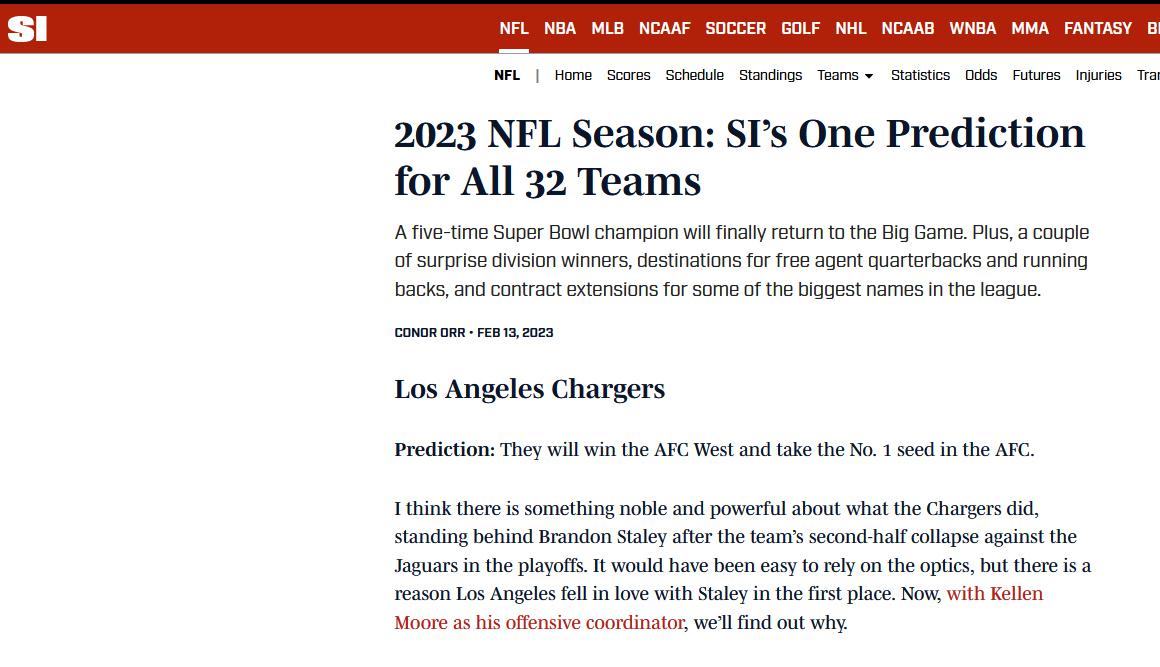 SI
NFL NBA MLB NCAAF SOCCER GOLF NHL NCAAB WNBA MMA FANTASY
NFL | Home Scores Schedule Standings Teams Statistics Odds Futures Injuries
2023 NFL Season: SI’s One Prediction
for All 32 Teams
A five-time Super Bowl champion will finally return to the Big Game. Plus, a couple
of surprise division winners, destinations for free agent quarterbacks and running
backs, and contract extensions for some of the biggest names in the league.
CONOR ORR • FEB 13, 2023
Los Angeles Chargers
Prediction: They will win the AFC West and take the No. 1 seed in the AFC.
I think there is something noble and powerful about what the Chargers did,
standing behind Brandon Staley after the team’s second-half collapse against the
Jaguars in the playoffs. It would have been easy to rely on the optics, but there is a
reason Los Angeles fell in love with Staley in the first place. Now, with Kellen
Moore as his offensive coordinator, we’ll find out why.